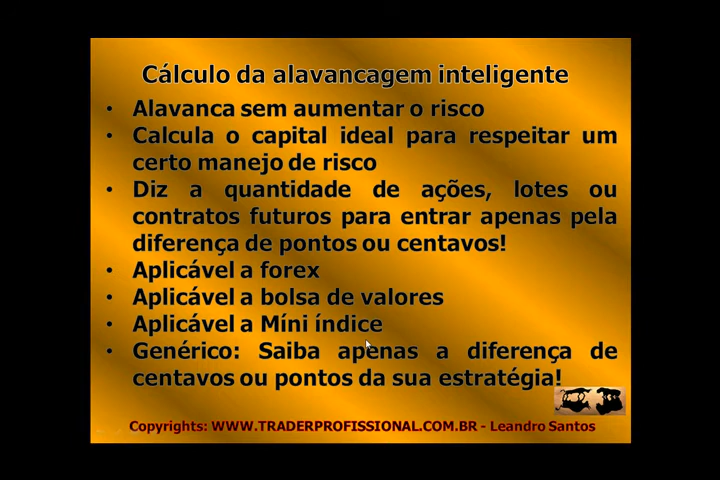 Cálculo da alavancagem inteligente
• Alavanca sem aumentar o risco
• Calcula o capital ideal para respeitar um
certo manejo de risco
• Diz a quantidade de ações, lotes ou
contratos futuros para entrar apenas pela
diferença de pontos ou centavos!
• Aplicável a forex
• Aplicável a bolsa de valores
• Aplicável a Míni índice
• Genérico: Saiba apenas a diferença de
centavos ou pontos da sua estratégia!
Copyrights: WWW.TRADERPROFISSIONAL.COM.BR - Leandro Santos